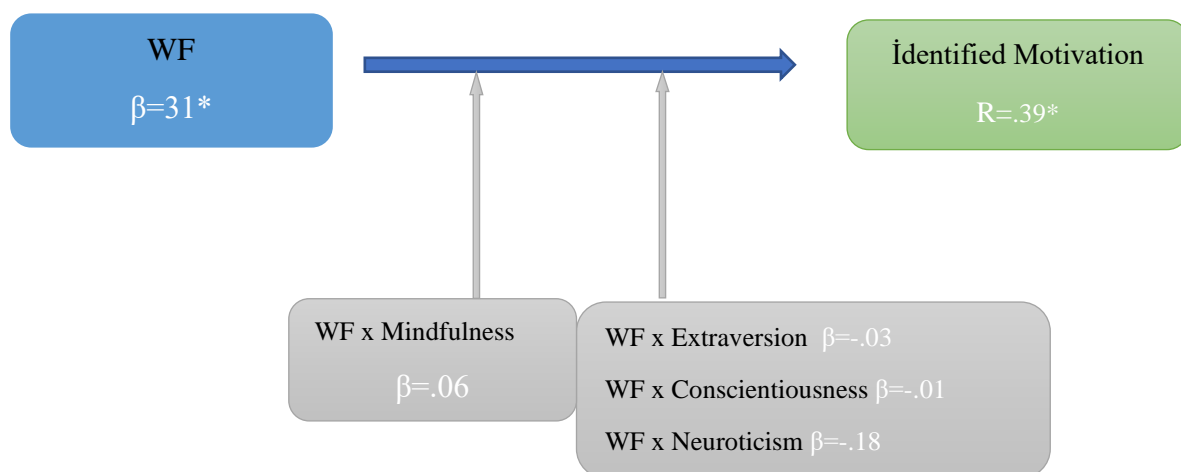 WF
β=31*
İdentified Motivation
R=.39*
WF x Mindfulness
β=.06
WF x Extraversion β=-.03
WF x Conscientiousness β=-.01
WF x Neuroticism β=-.18